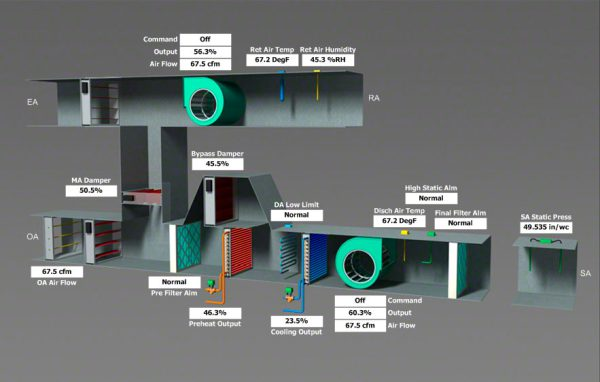 Command Off
Output 56.3%
Air Flow 67.5 cfm
Ret Air Temp
67.2 DegF
Ret Air Humidity
45.3 %RH
EA
RA
Bypass Damper
45.5%
MA Damper
50.5%
High Static Alm
Normal
DA Low Limit
Normal
Disch Air Temp
67.2 DegF
Final Filter Alm
Normal
SA Static Press
49.535 in/wc
OA
SA
67.5 cfm
OA Air Flow
Normal
Pre Filter Alm
46.3%
Preheat Output
23.5%
Cooling Output
Off Command
60.3% Output
67.5 cfm Air Flow